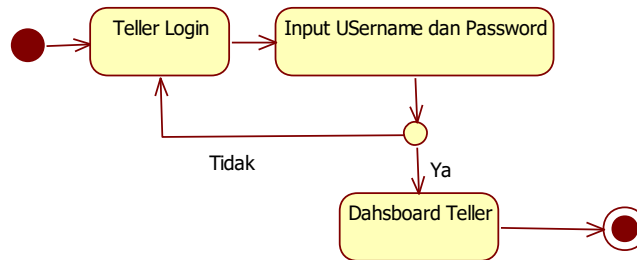 Teller Login
Input USername dan Password
Tidak
Ya
Dahsboard Teller